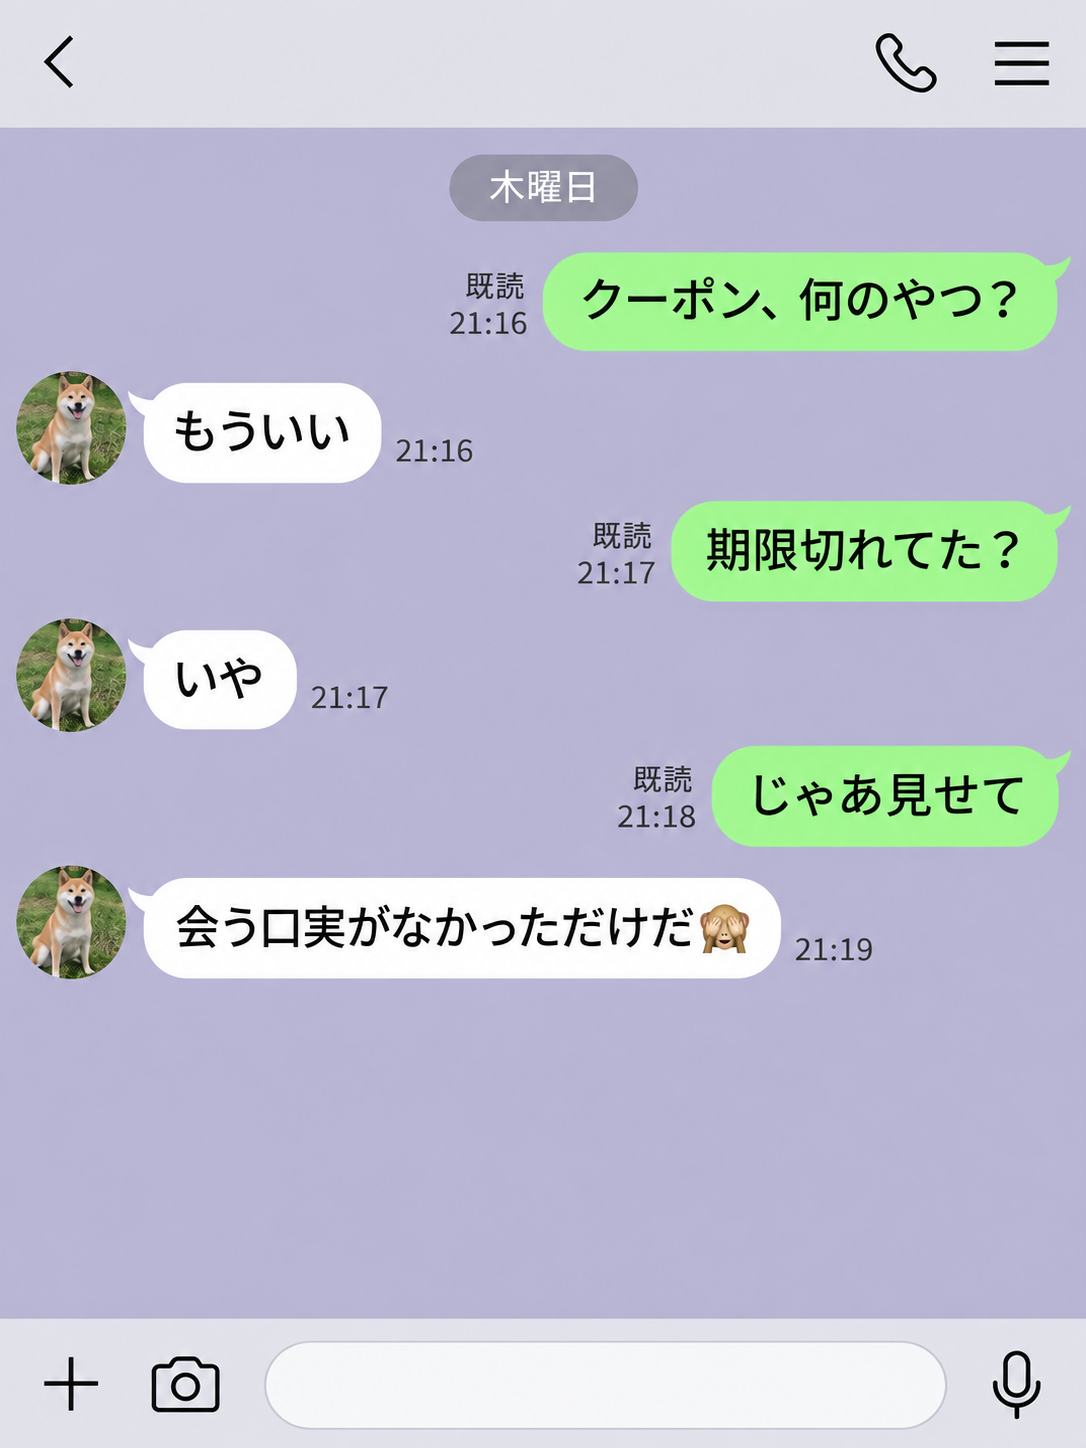 木曜日
クーポン、何のやつ？
既読
21:16
もういい
21:16
期限切れてた？
既読
21:17
いや
21:17
じゃあ見せて
既読
21:18
会う口実がなかっただけだ🙈
21:19